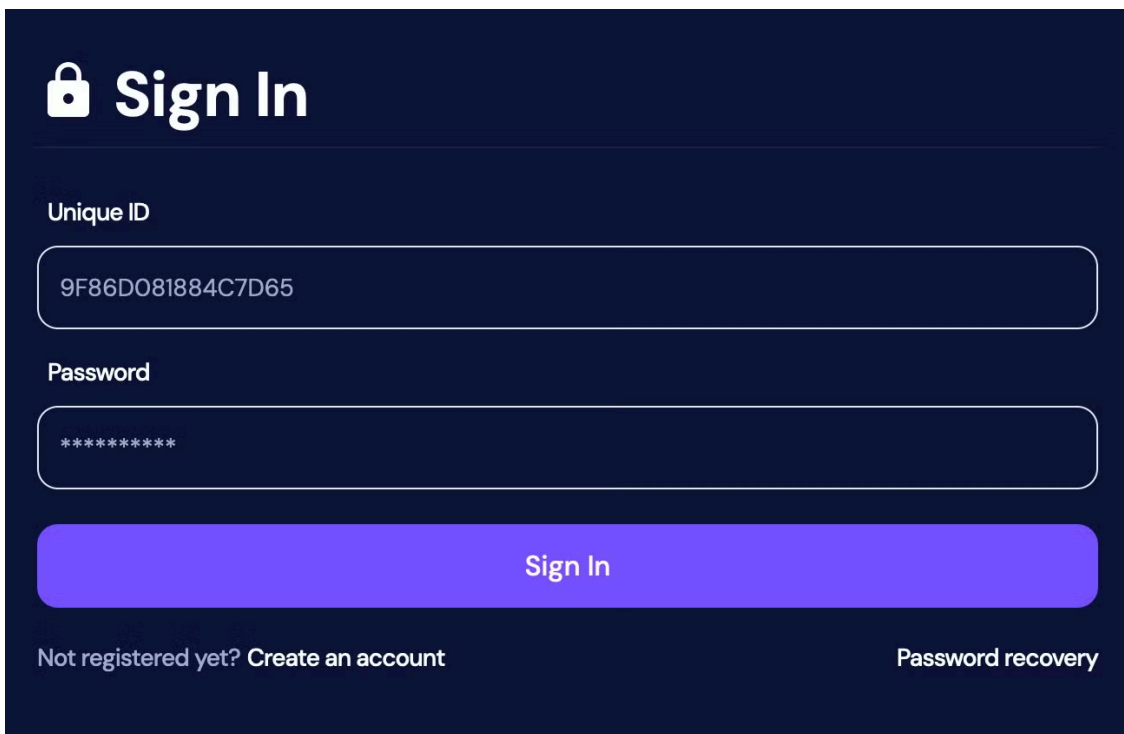 Sign In
Unique ID
9F86D081884C7D65
Password
**********
Sign In
Not registered yet? Create an account
Password recovery